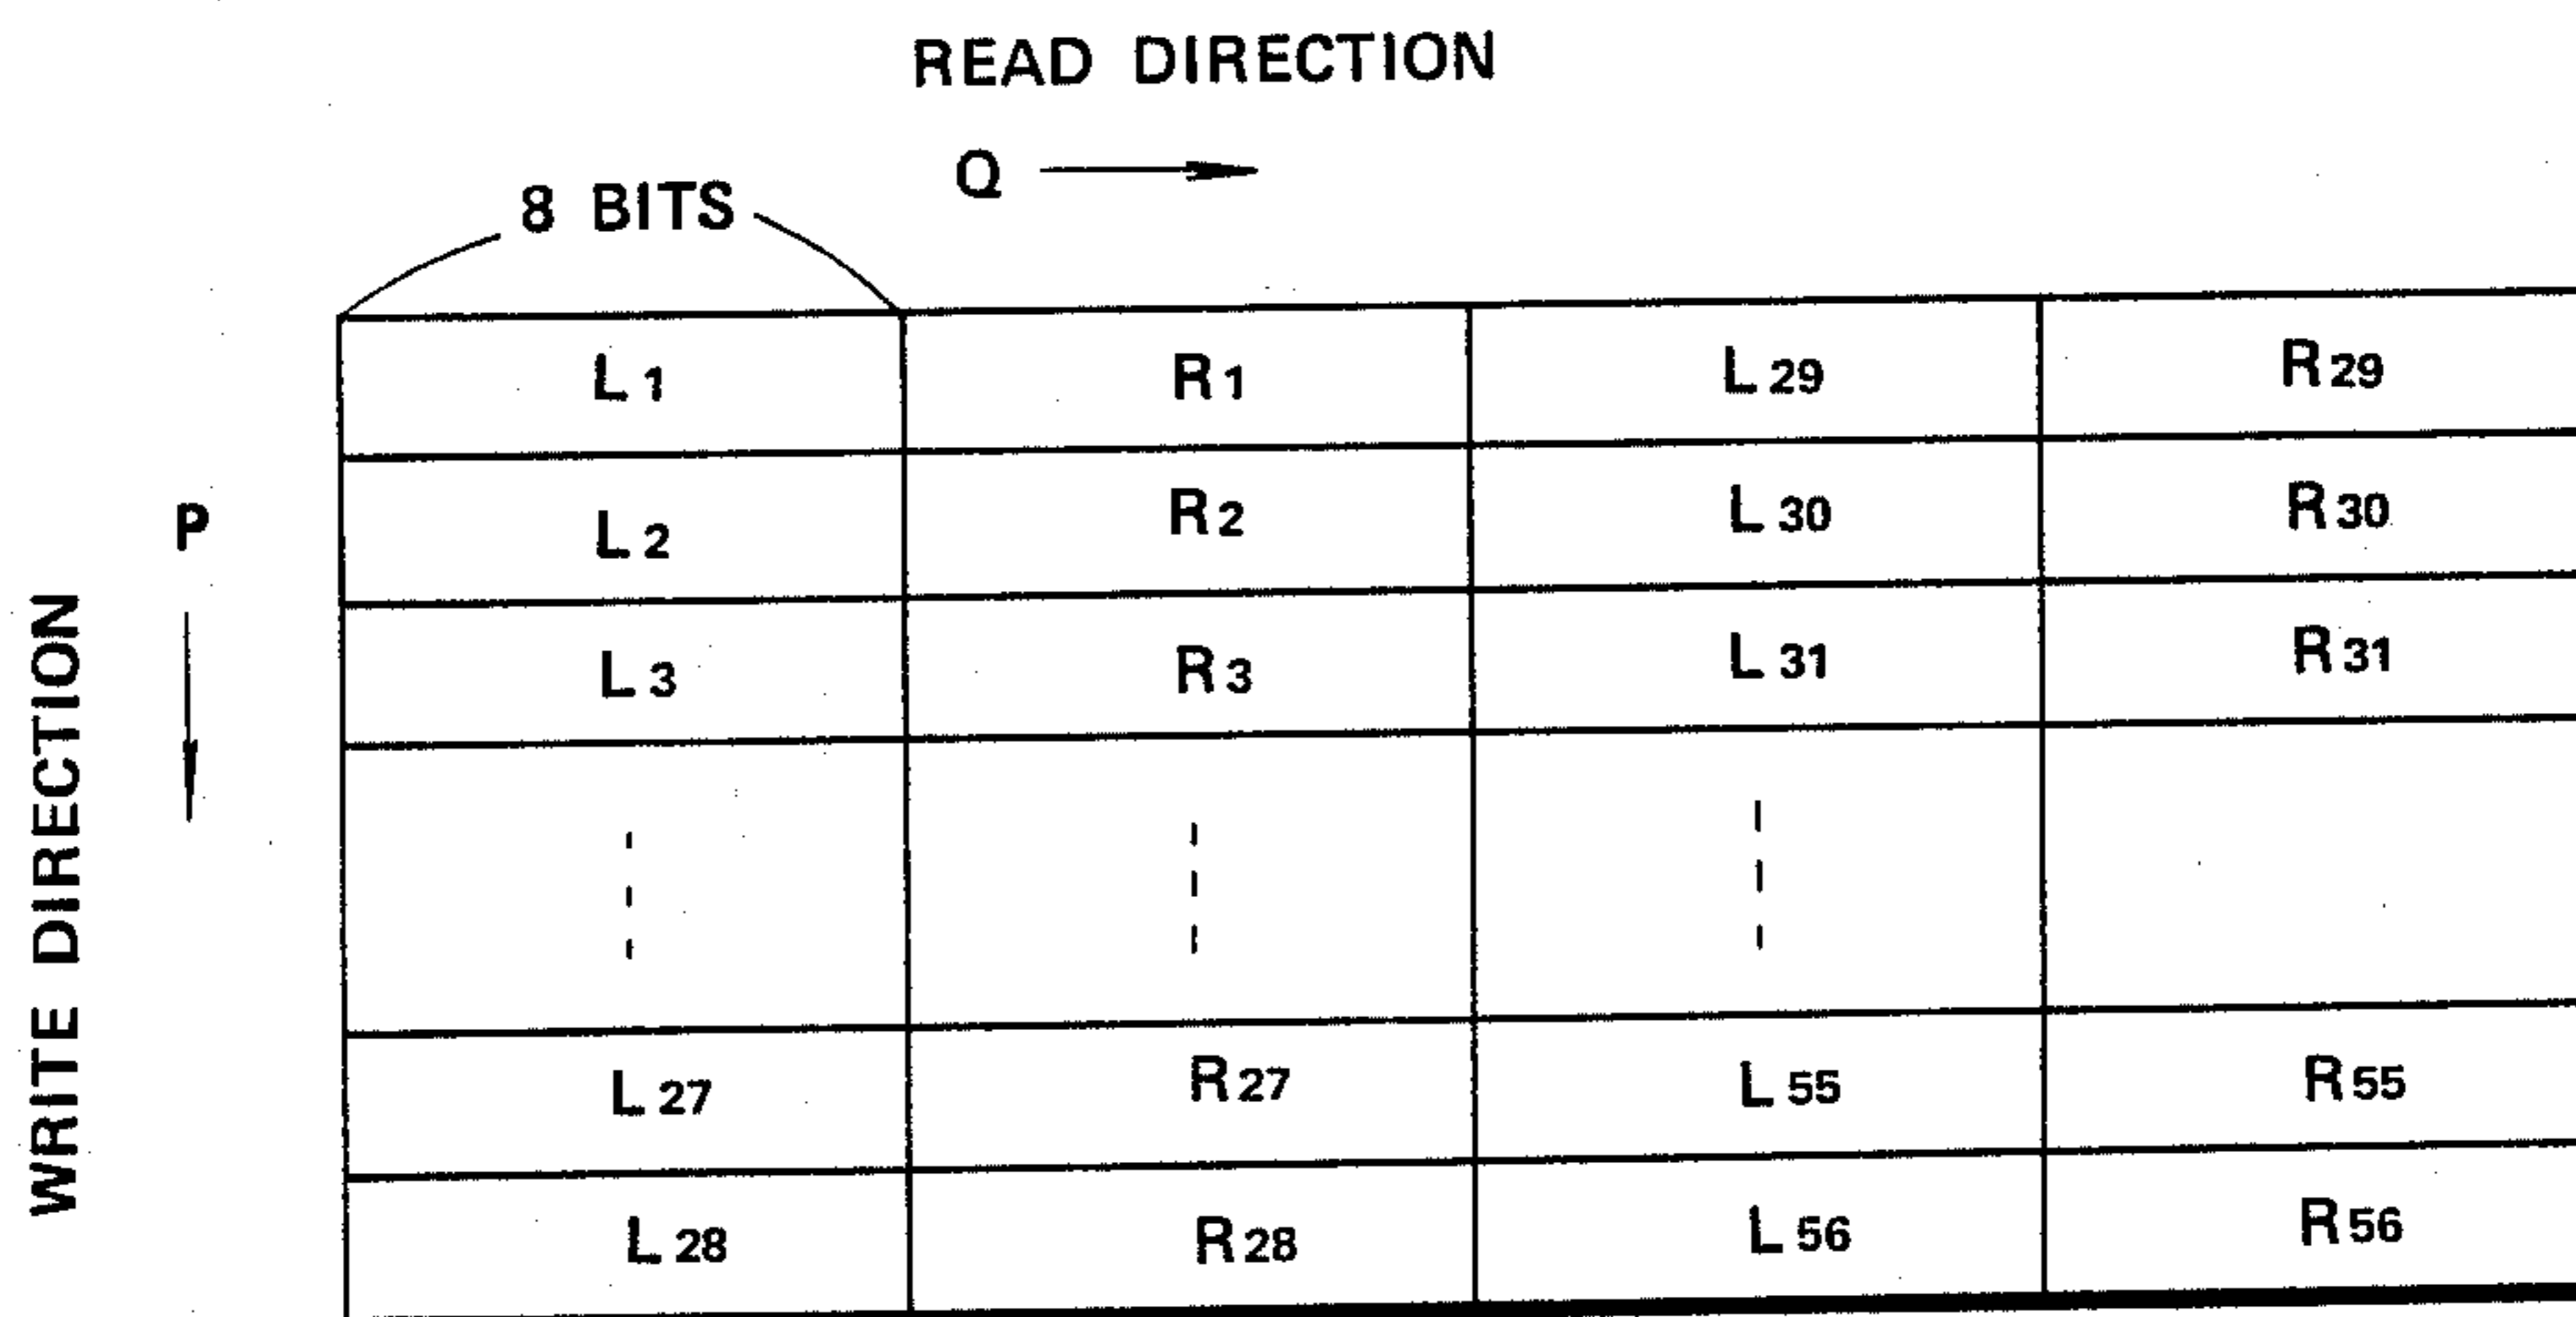 READ DIRECTION
Q
8 BITS
P
WRITE DIRECTION
L1 R1 L29 R29
L2 R2 L30 R30
L3 R3 L31 R31
L27 R27 L55 R55
L28 R28 L56 R56